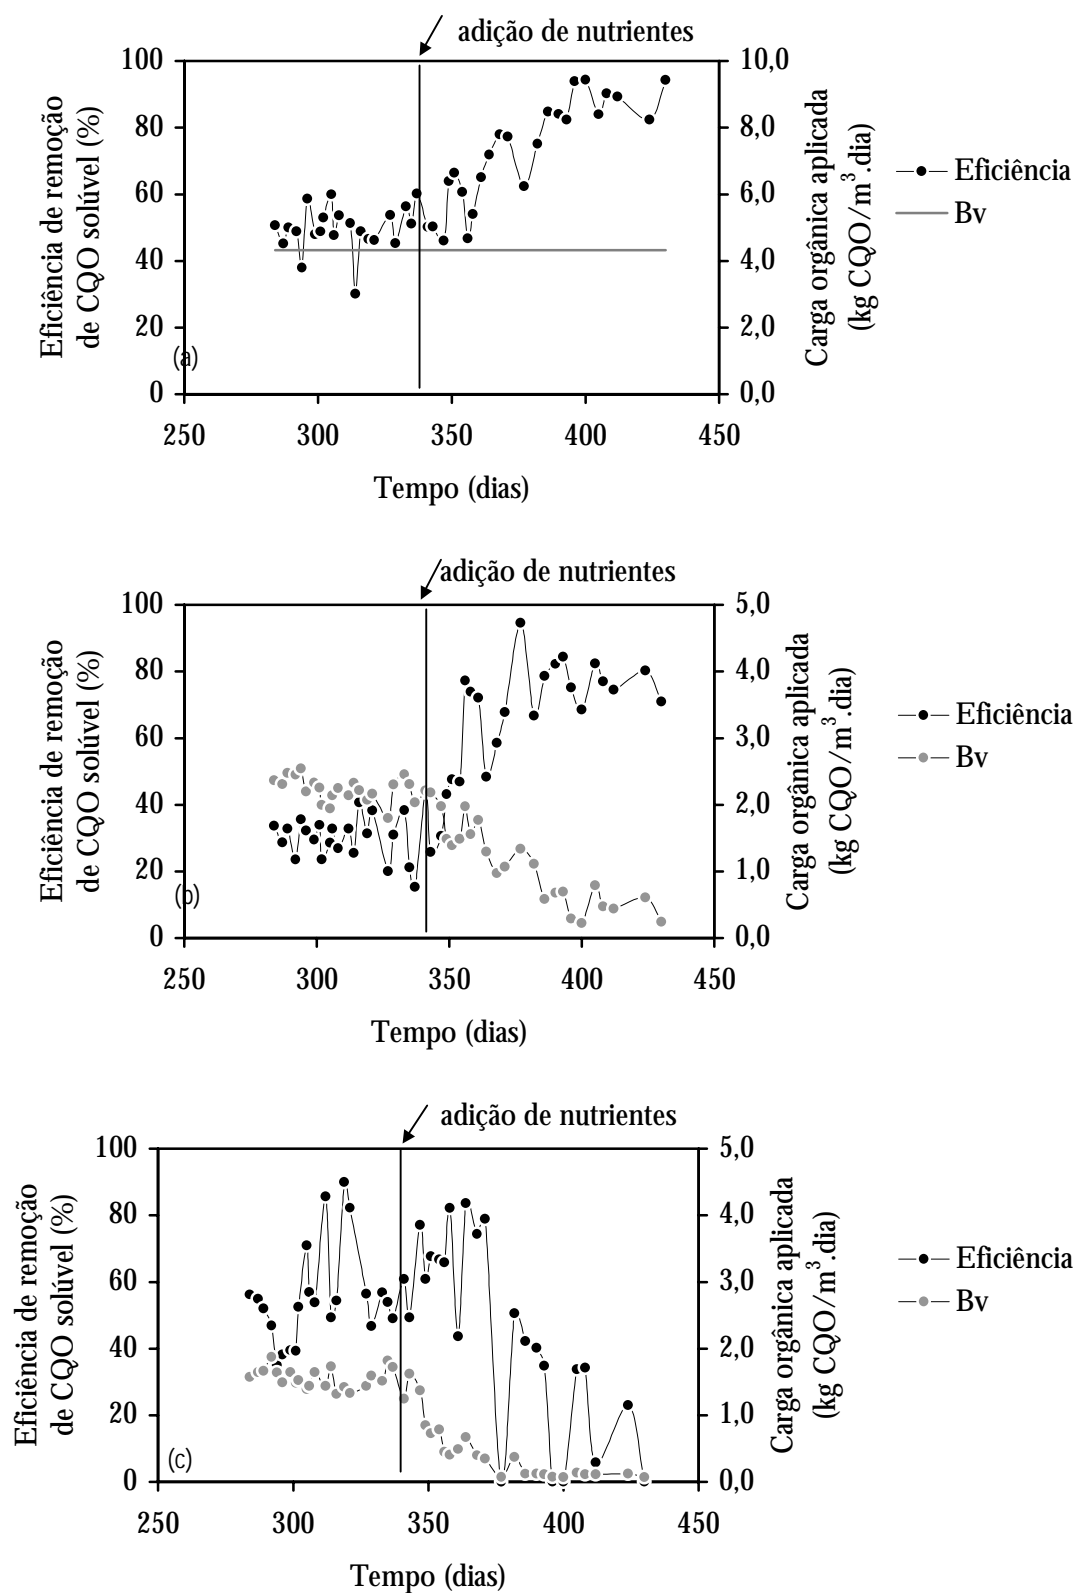 adição de nutrientes
Eficiência de remoção
de CQO solúvel (%)
100
80
60
40
20
0
(a)
10,0
8,0
6,0
4,0
2,0
0,0
Carga orgânica aplicada
(kg CQO/m³.dia)
Eficiência
Bv
250 300 350 400 450
Tempo (dias)
adição de nutrientes
Eficiência de remoção
de CQO solúvel (%)
100
80
60
40
20
0
(b)
5,0
4,0
3,0
2,0
1,0
0,0
Carga orgânica aplicada
(kg CQO/m³.dia)
Eficiência
Bv
250 300 350 400 450
Tempo (dias)
adição de nutrientes
Eficiência de remoção
de CQO solúvel (%)
100
80
60
40
20
0
(c)
5,0
4,0
3,0
2,0
1,0
0,0
Carga orgânica aplicada
(kg CQO/m³.dia)
Eficiência
Bv
250 300 350 400 450
Tempo (dias)